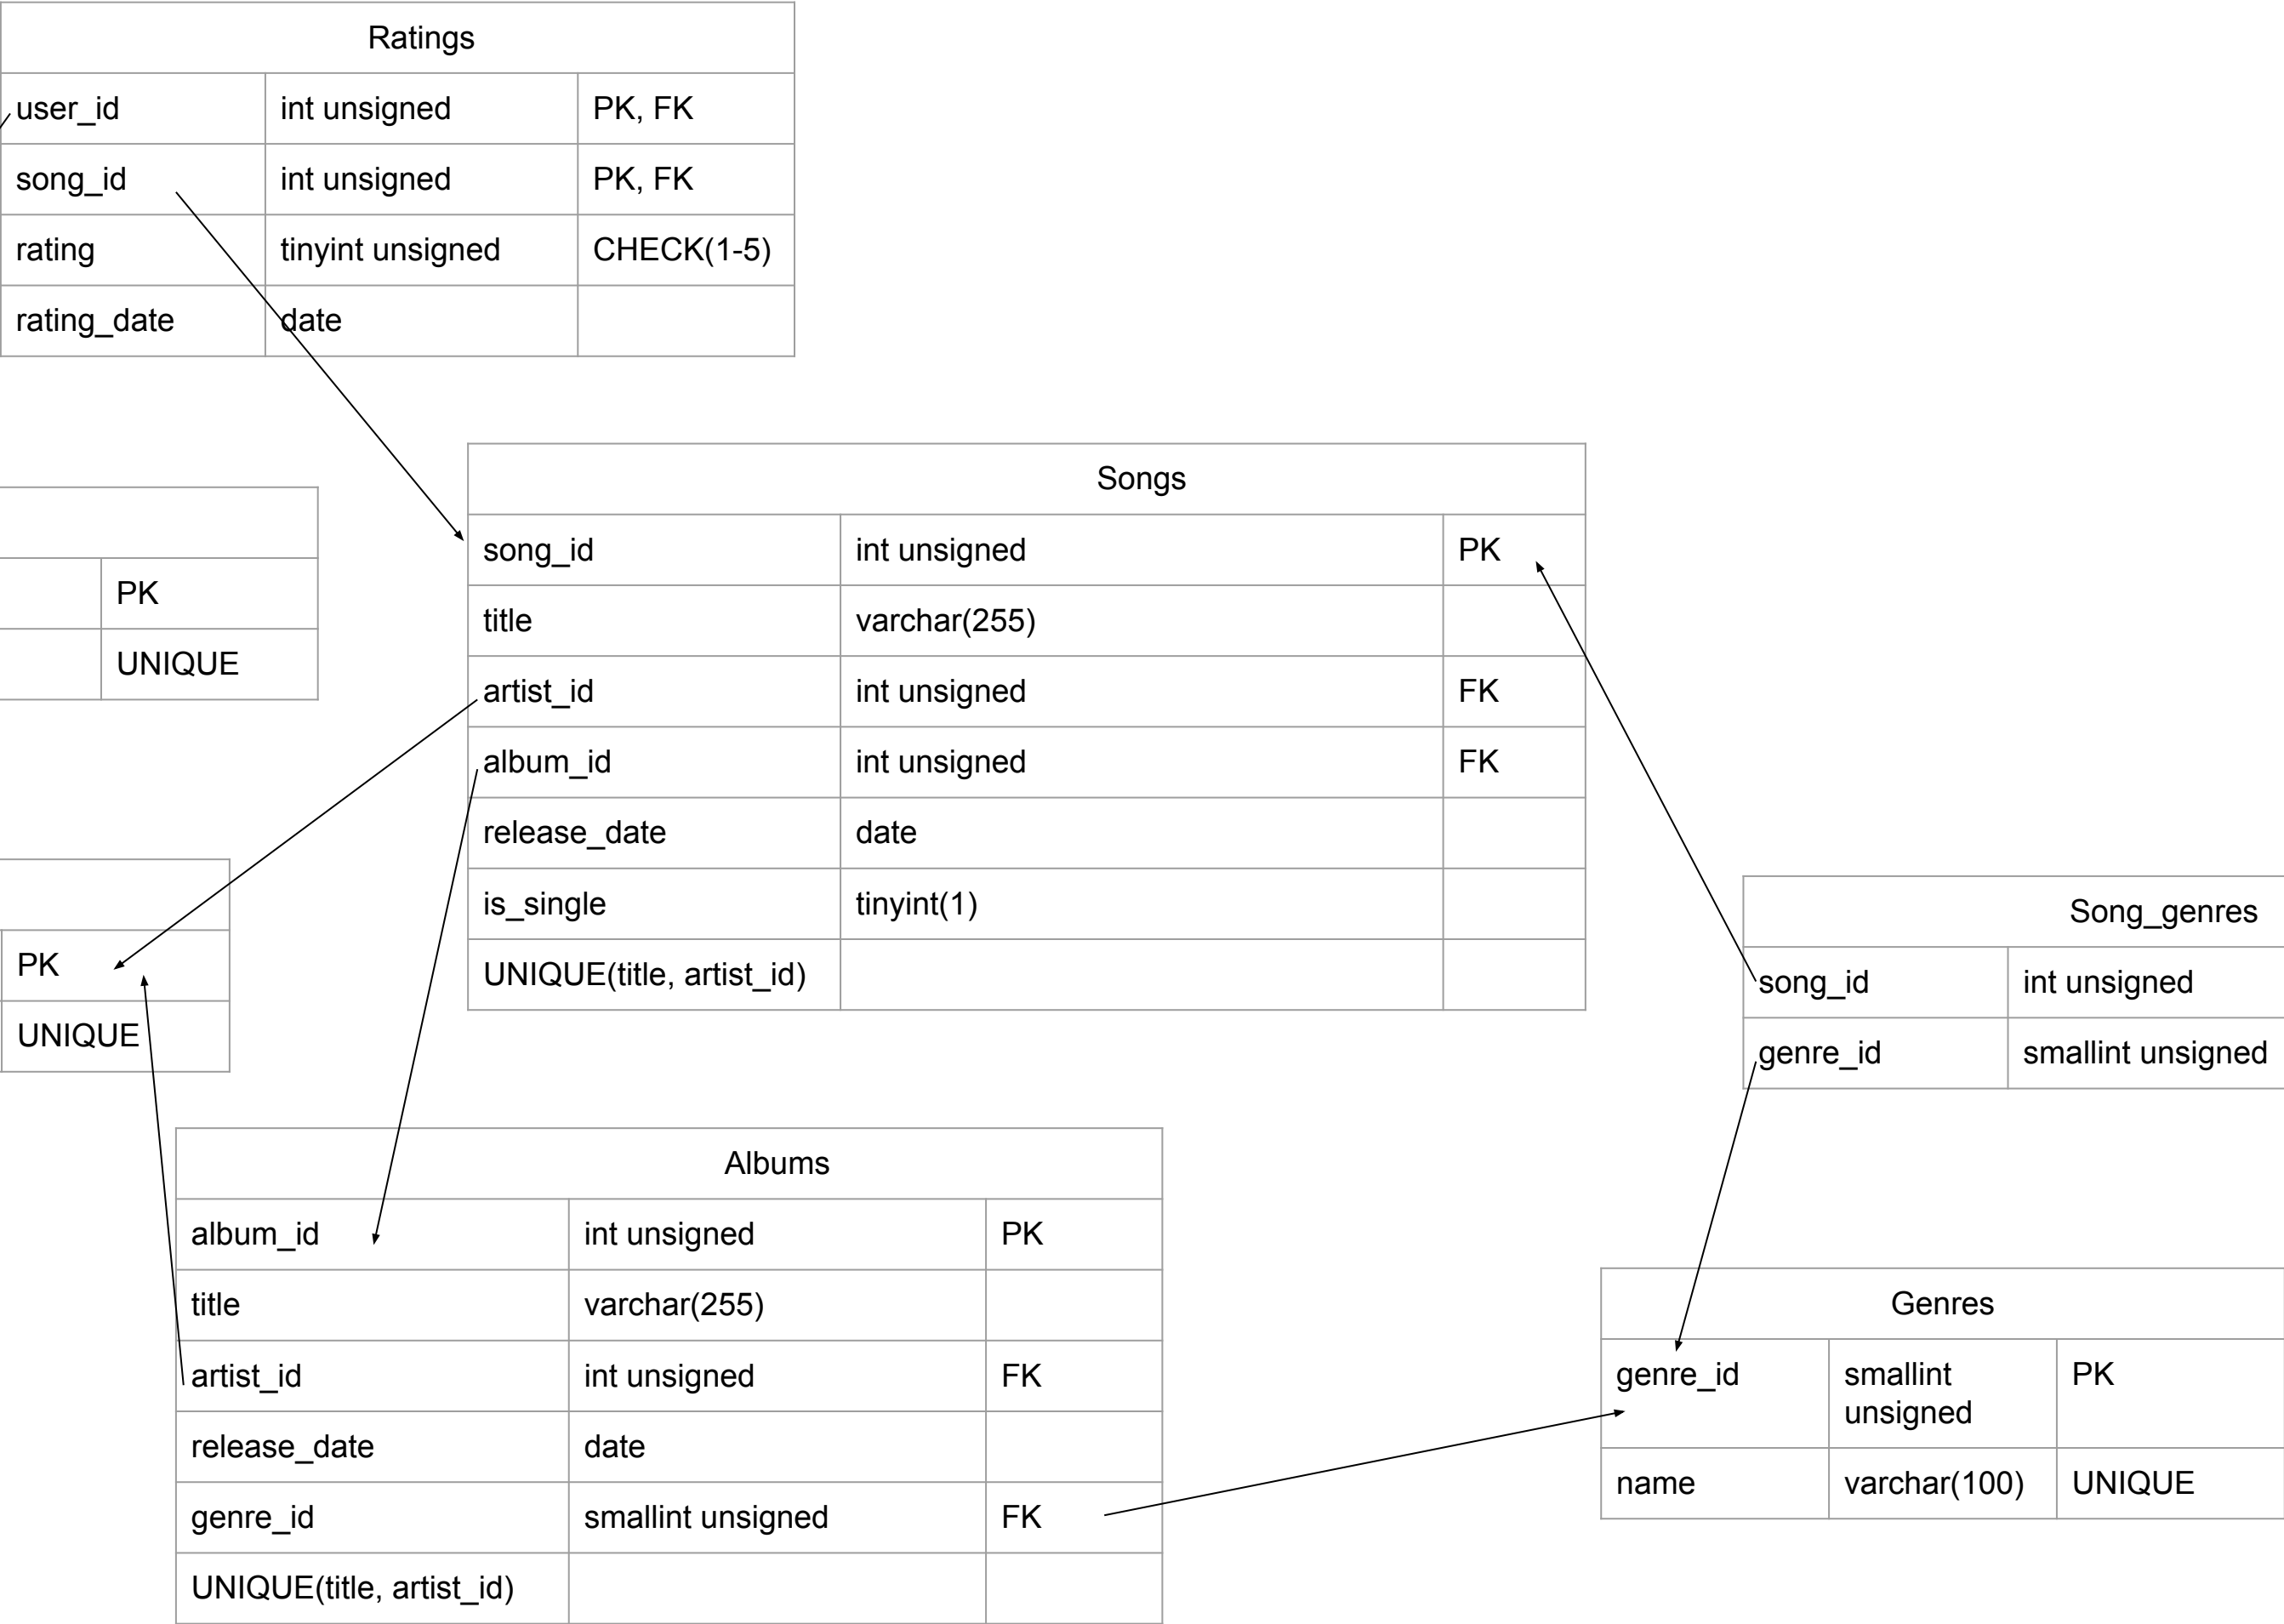 Ratings
user_id int unsigned PK, FK
song_id int unsigned PK, FK
rating tinyint unsigned CHECK(1-5)
rating_date date
PK
UNIQUE
Songs
song_id int unsigned PK
title varchar(255)
artist_id int unsigned FK
album_id int unsigned FK
release_date date
is_single tinyint(1)
UNIQUE(title, artist_id)
PK
UNIQUE
Song_genres
song_id int unsigned
genre_id smallint unsigned
Albums
album_id int unsigned PK
title varchar(255)
artist_id int unsigned FK
release_date date
genre_id smallint unsigned FK
UNIQUE(title, artist_id)
Genres
genre_id smallint PK
unsigned
name varchar(100) UNIQUE